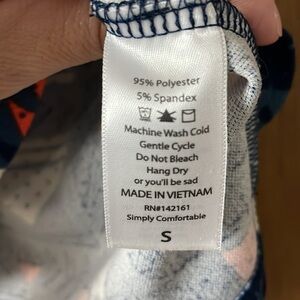 95% Polyester
5% Spandex
Machine Wash Cold
Gentle Cycle
Do Not Bleach
Hang Dry
or you'll be sad
MADE IN VIETNAM
RN#142161
Simply Comfortable
S